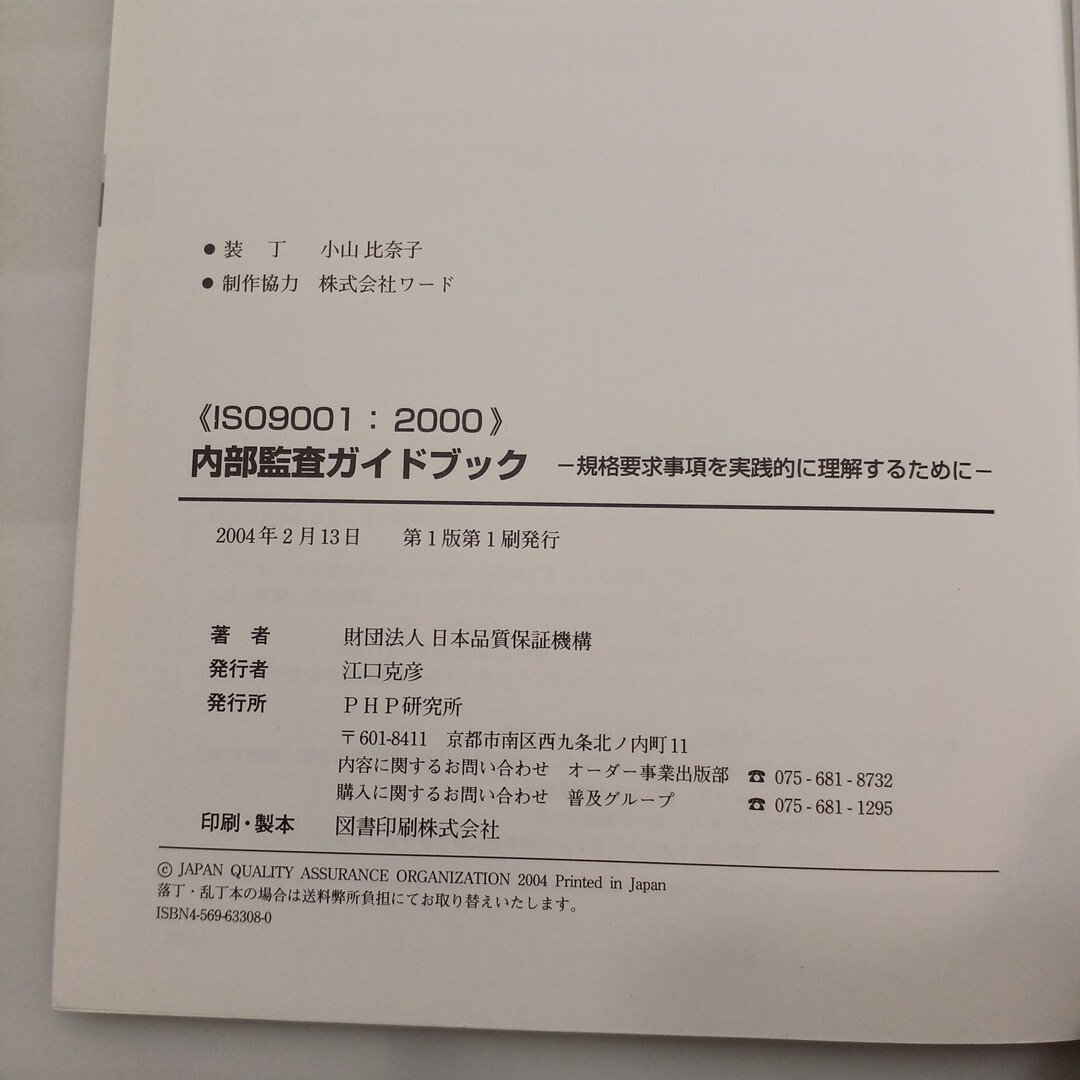 ● 装 丁 小山 比奈子
● 制作協力 株式会社ワード
《ISO9001：2000》
内部監査ガイドブック －規格要求事項を実践的に理解するために－
2004年2月13日 第1版第1刷発行
著 者 財団法人 日本品質保証機構
発行者 江口克彦
発行所 PHP研究所
〒601-8411 京都市南区西九条北ノ内町11
内容に関するお問い合わせ オーダー事業出版部 ☎ 075-681-8732
購入に関するお問い合わせ 普及グループ ☎ 075-681-1295
印刷・製本 図書印刷株式会社
© JAPAN QUALITY ASSURANCE ORGANIZATION 2004 Printed in Japan
落丁・乱丁本の場合は送料弊所負担にてお取り替えいたします。
ISBN4-569-63308-0